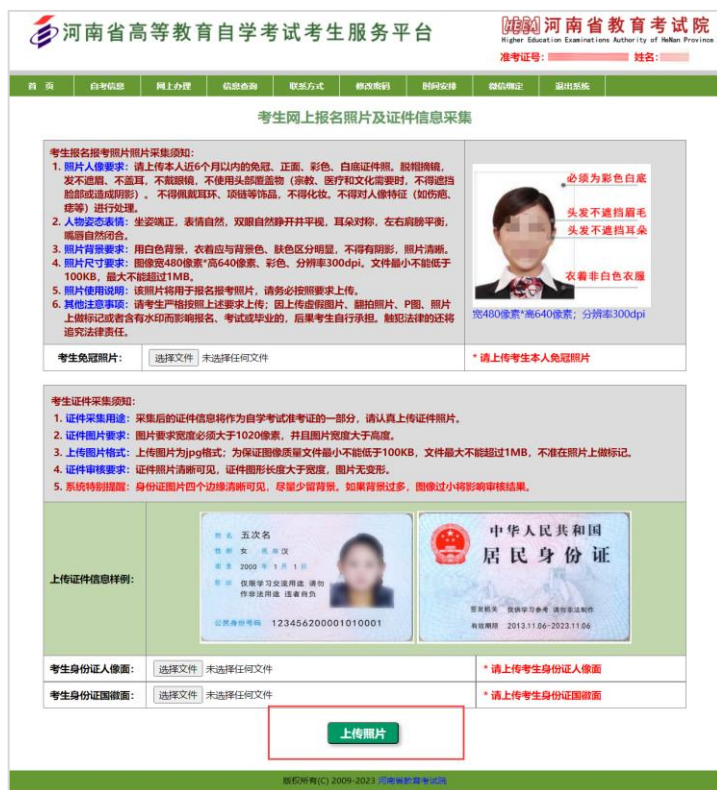 河南省高等教育自学考试考生服务平台
HEEA 河南省教育考试院
Higher Education Examinations Authority of HeNan Province
准考证号： 姓名：
首 页 自考信息 网上办理 信息查询 联系方式 修改密码 时间安排 微信绑定 退出系统
考生网上报名照片及证件信息采集
考生报名报考照片照片采集须知：
1. 照片人像要求：请上传本人近6个月以内的免冠、正面、彩色、白底证件照。脱帽摘镜，
发不遮眉、不盖耳，不戴眼镜，不使用头部覆盖物（宗教、医疗和文化需要时，不得遮挡
脸部或造成阴影）。不得佩戴耳环、项链等饰品，不得化妆。不得对人像特征（如伤疤、
痣等）进行处理。
2. 人物姿态表情：坐姿端正，表情自然，双眼自然睁开并平视，耳朵对称，左右肩膀平衡，
嘴唇自然闭合。
3. 照片背景要求：用白色背景，衣着应与背景色、肤色区分明显，不得有阴影，照片清晰。
4. 照片尺寸要求：图像宽480像素*高640像素、彩色、分辨率300dpi。文件最小不能低于
100KB，最大不能超过1MB。
5. 照片使用说明：该照片将用于报名报考照片，请务必按照要求上传。
6. 其他注意事项：请考生严格按照上述要求上传；因上传虚假图片、翻拍照片、P图、照片
上做标记或者含有水印而影响报名、考试或毕业的，后果考生自行承担。触犯法律的还将
追究法律责任。
必须为彩色白底
头发不遮挡眉毛
头发不遮挡耳朵
衣着非白色衣服
宽480像素*高640像素；分辨率300dpi
考生免冠照片： 选择文件 未选择任何文件 * 请上传考生本人免冠照片
考生证件采集须知：
1. 证件采集用途：采集后的证件信息将作为自学考试准考证的一部分，请认真上传证件照片。
2. 证件图片要求：图片要求宽度必须大于1020像素，并且图片宽度大于高度。
3. 上传图片格式：上传图片为jpg格式；为保证图像质量文件最小不能低于100KB，文件最大不能超过1MB，不准在照片上做标记。
4. 证件审核要求：证件照片清晰可见，证件图形长度大于宽度，图片无变形。
5. 系统特别提醒：身份证图片四个边缘清晰可见，尽量少留背景。如果背景过多，图像过小将影响审核结果。
上传证件信息样例：
姓名 五次名
性别 女 民族 汉
出生 2000 年 1 月 1 日
住址 仅限学习交流用途 请勿
作非法用途 违者自负
公民身份号码 123456200001010001
中华人民共和国
居民身份证
签发机关 仅供学习参考 请勿非法制作
有效期限 2013.11.06-2023.11.06
考生身份证人像面： 选择文件 未选择任何文件 * 请上传考生身份证人像面
考生身份证国徽面： 选择文件 未选择任何文件 * 请上传考生身份证国徽面
上传照片
版权所有(C) 2009-2023 河南省教育考试院